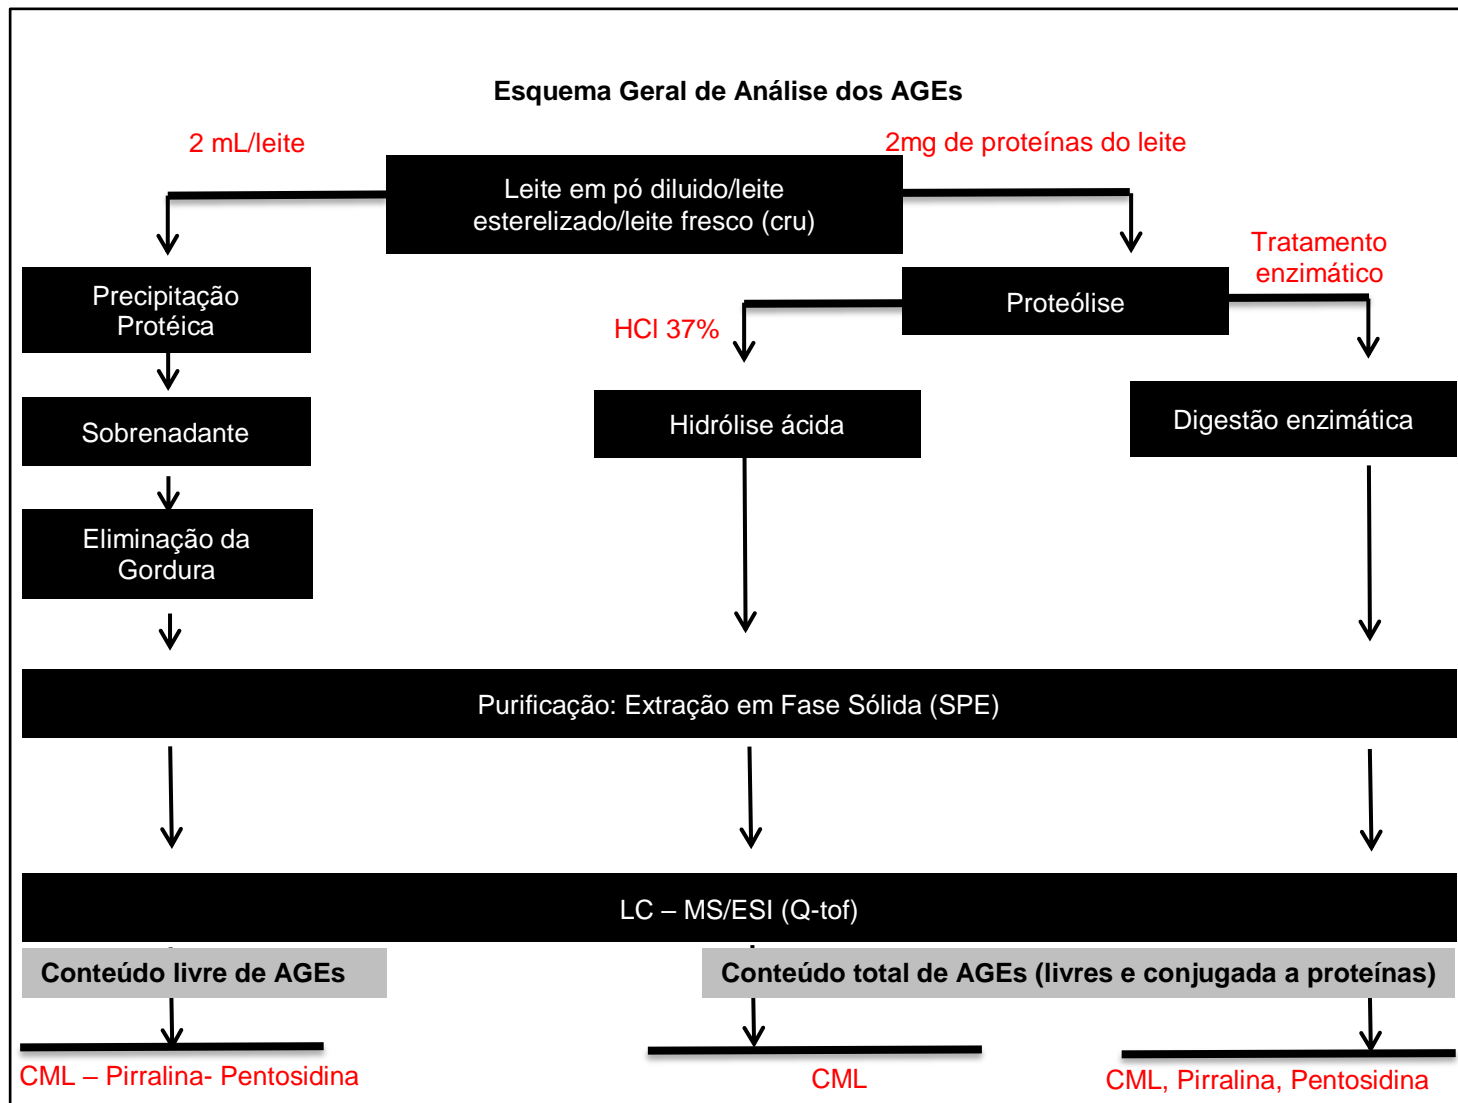 Esquema Geral de Análise dos AGEs
2 mL/leite
2mg de proteínas do leite
Leite em pó diluido/leite
esterelizado/leite fresco (cru)
Tratamento
enzimático
Precipitação
Protéica
Proteólise
HCl 37%
Sobrenadante
Hidrólise ácida
Digestão enzimática
Eliminação da
Gordura
Purificação: Extração em Fase Sólida (SPE)
LC – MS/ESI (Q-tof)
Conteúdo livre de AGEs
Conteúdo total de AGEs (livres e conjugada a proteínas)
CML – Pirralina- Pentosidina
CML
CML, Pirralina, Pentosidina